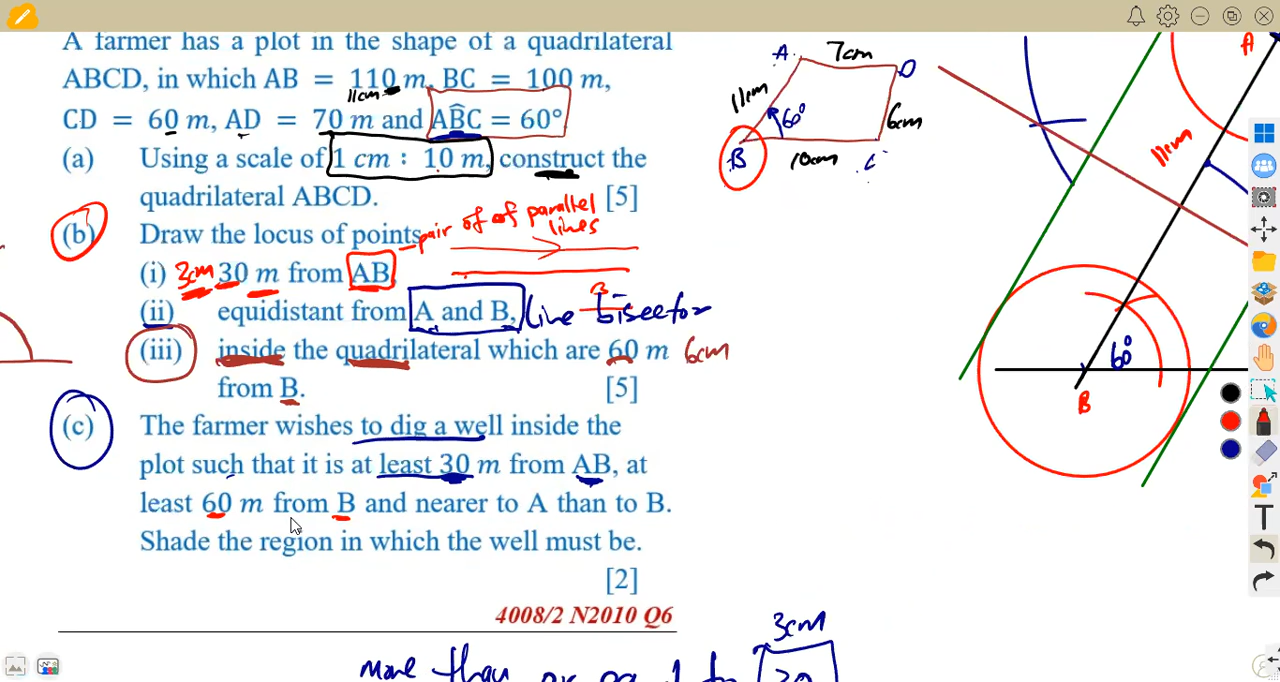 A farmer has a plot in the shape of a quadrilateral
ABCD, in which AB = 110 m, BC = 100 m,
11cm
CD = 60 m, AD = 70 m and AB̂C = 60°
(a) Using a scale of 1 cm : 10 m, construct the
quadrilateral ABCD. [5]
(b) Draw the locus of points
pair of of parallel
lines
(i) 3cm 30 m from AB
(ii) equidistant from A and B, line bisector
B
(iii) inside the quadrilateral which are 60 m 6cm
from B. [5]
(c) The farmer wishes to dig a well inside the
plot such that it is at least 30 m from AB, at
least 60 m from B and nearer to A than to B.
Shade the region in which the well must be.
[2]
4008/2 N2010 Q6
more than or equal to
3cm
30
A 7cm D
11cm 60° 6cm
B 10cm C
A
11cm
60°
B
T